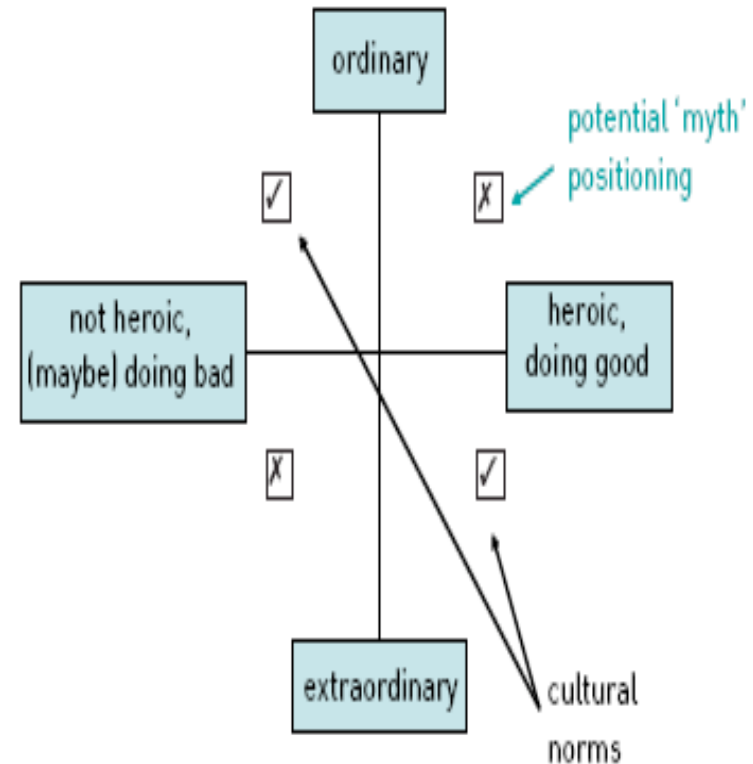 ordinary
potential 'myth'
positioning
✓
✗
not heroic,
(maybe) doing bad
heroic,
doing good
✗
✓
extraordinary
cultural
norms